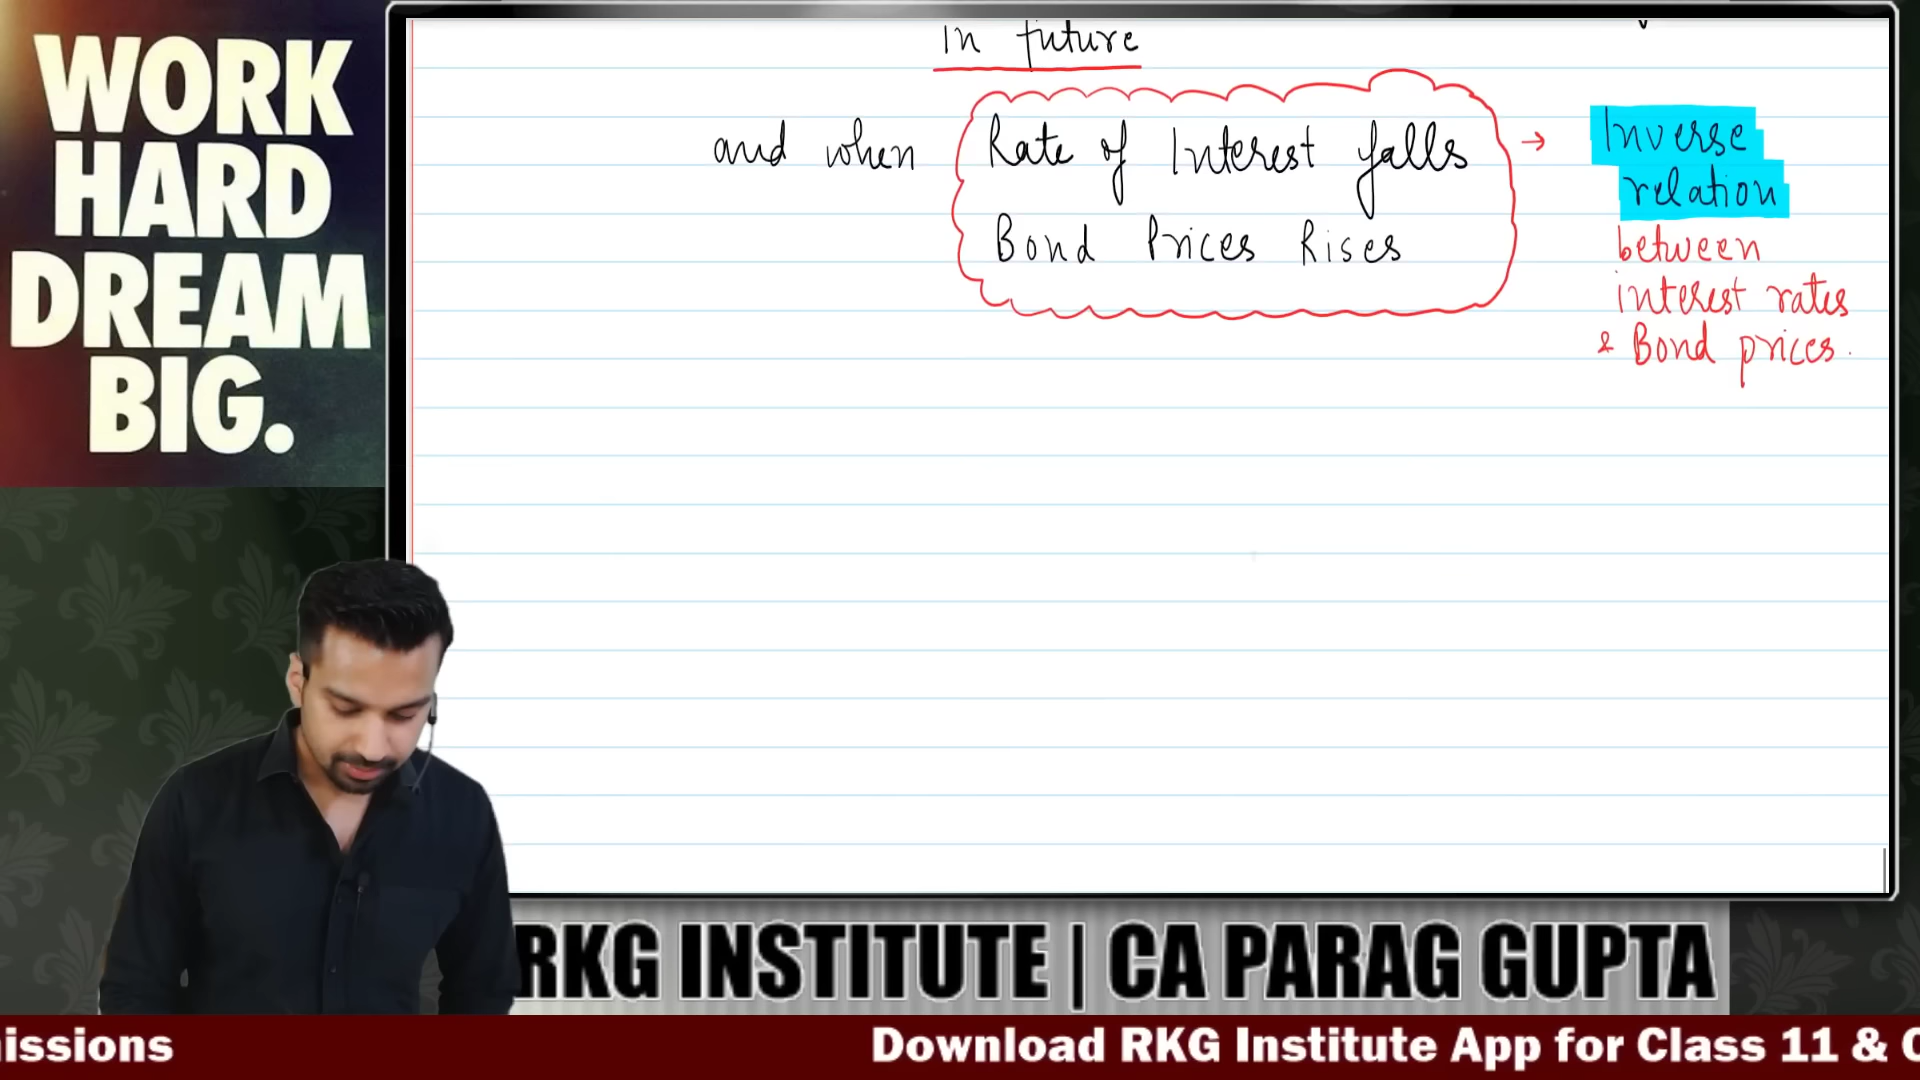 WORK
HARD
DREAM
BIG.
In future
and when Rate of Interest falls
Bond Prices Rises
→ Inverse
relation
between
interest rates
& Bond prices.
RKG INSTITUTE | CA PARAG GUPTA
issions
Download RKG Institute App for Class 11 &